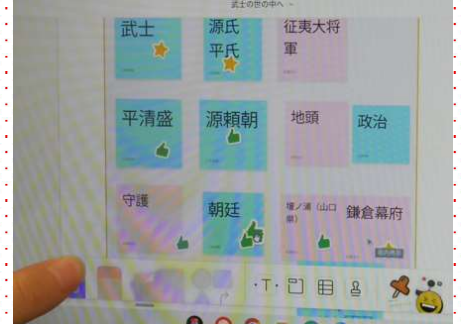 武士の世の中へ
武士
源氏
平氏
征夷大将
軍
平清盛
源頼朝
地頭
政治
守護
朝廷
壇ノ浦（山口
県）
鎌倉幕府
T